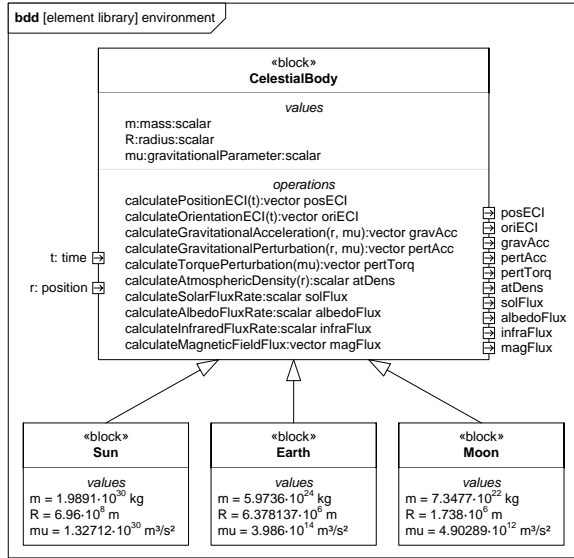 bdd [element library] environment
«block»
CelestialBody
values
m:mass:scalar
R:radius:scalar
mu:gravitationalParameter:scalar
operations
calculatePositionECI(t):vector posECI
calculateOrientationECI(t):vector oriECI
calculateGravitationalAcceleration(r, mu):vector gravAcc
calculateGravitationalPerturbation(r, mu):vector pertAcc
calculateTorquePerturbation(mu):vector pertTorq
calculateAtmosphericDensity(r):scalar atDens
calculateSolarFluxRate:scalar solFlux
calculateAlbedoFluxRate:scalar albedoFlux
calculateInfraredFluxRate:scalar infraFlux
calculateMagneticFieldFlux:vector magFlux
t: time
r: position
posECI
oriECI
gravAcc
pertAcc
pertTorq
atDens
solFlux
albedoFlux
infraFlux
magFlux
«block»
Sun
values
m = 1.9891·10³⁰ kg
R = 6.96·10⁸ m
mu = 1.32712·10³⁰ m³/s²
«block»
Earth
values
m = 5.9736·10²⁴ kg
R = 6.378137·10⁶ m
mu = 3.986·10¹⁴ m³/s²
«block»
Moon
values
m = 7.3477·10²² kg
R = 1.738·10⁶ m
mu = 4.90289·10¹² m³/s²